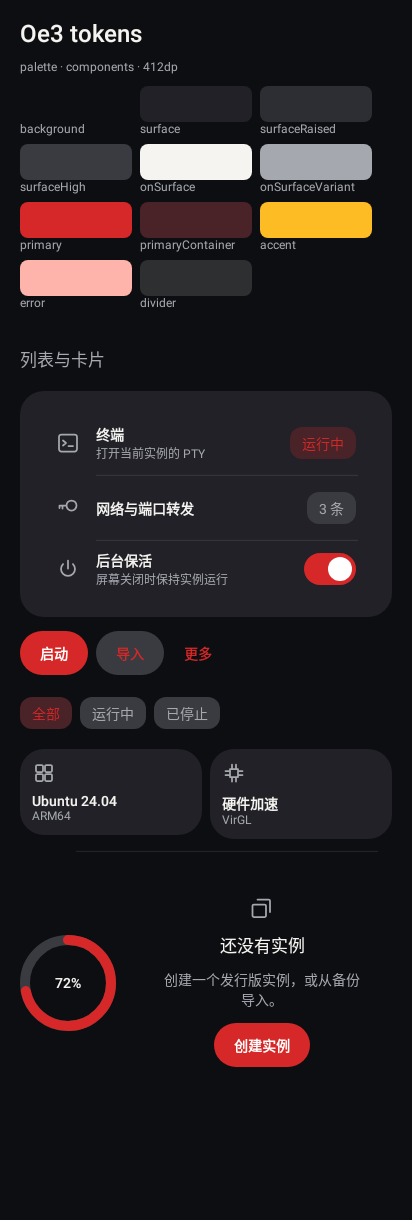 Oe3 tokens
palette · components · 412dp
background
surface
surfaceRaised
surfaceHigh
onSurface
onSurfaceVariant
primary
primaryContainer
accent
error
divider
列表与卡片
终端
打开当前实例的 PTY
运行中
网络与端口转发
3 条
后台保活
屏幕关闭时保持实例运行
启动
导入
更多
全部
运行中
已停止
Ubuntu 24.04
ARM64
硬件加速
VirGL
72%
还没有实例
创建一个发行版实例，或从备份
导入。
创建实例